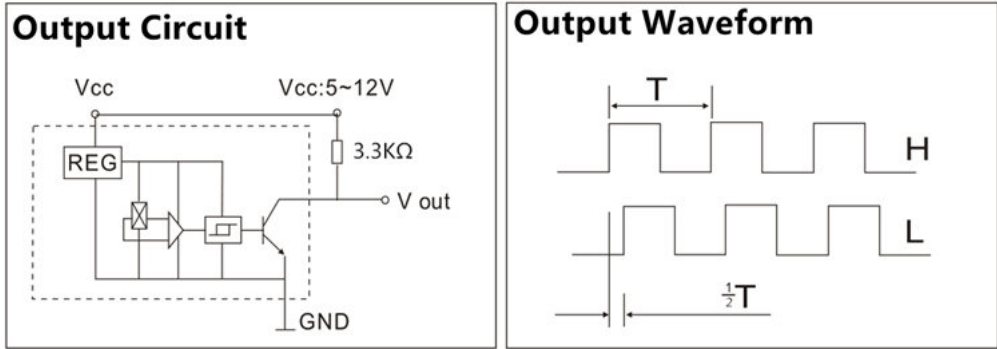 Output Circuit
Vcc
Vcc:5~12V
REG
3.3KΩ
V out
GND
Output Waveform
T
H
L
½T